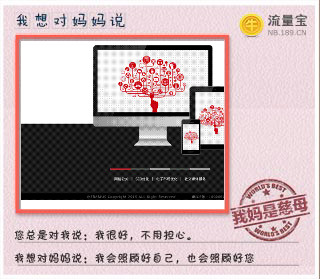 我想对妈妈说
流量宝
NB.189.CN
WORLD'S BEST
我妈是慈母
WORLD'S BEST
您总是对我说：我很好，不用担心。
我想对妈妈说：我会照顾好自己，也会照顾好您